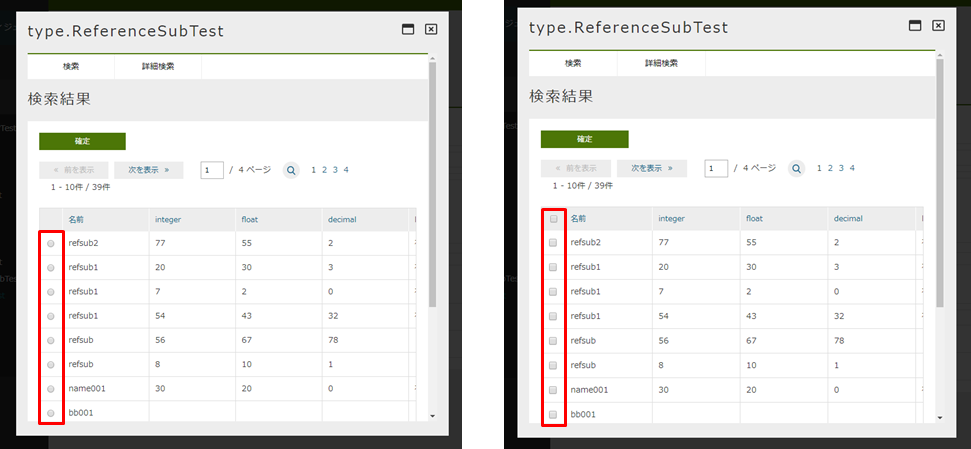 type.ReferenceSubTest
検索 詳細検索
検索結果
確定
« 前を表示 次を表示 » 1 / 4 ページ 1 2 3 4
1 - 10件 / 39件
名前 integer float decimal
refsub2 77 55 2
refsub1 20 30 3
refsub1 7 2 0
refsub1 54 43 32
refsub 56 67 78
refsub 8 10 1
name001 30 20 0
bb001
type.ReferenceSubTest
検索 詳細検索
検索結果
確定
« 前を表示 次を表示 » 1 / 4 ページ 1 2 3 4
1 - 10件 / 39件
名前 integer float decimal
refsub2 77 55 2
refsub1 20 30 3
refsub1 7 2 0
refsub1 54 43 32
refsub 56 67 78
refsub 8 10 1
name001 30 20 0
bb001